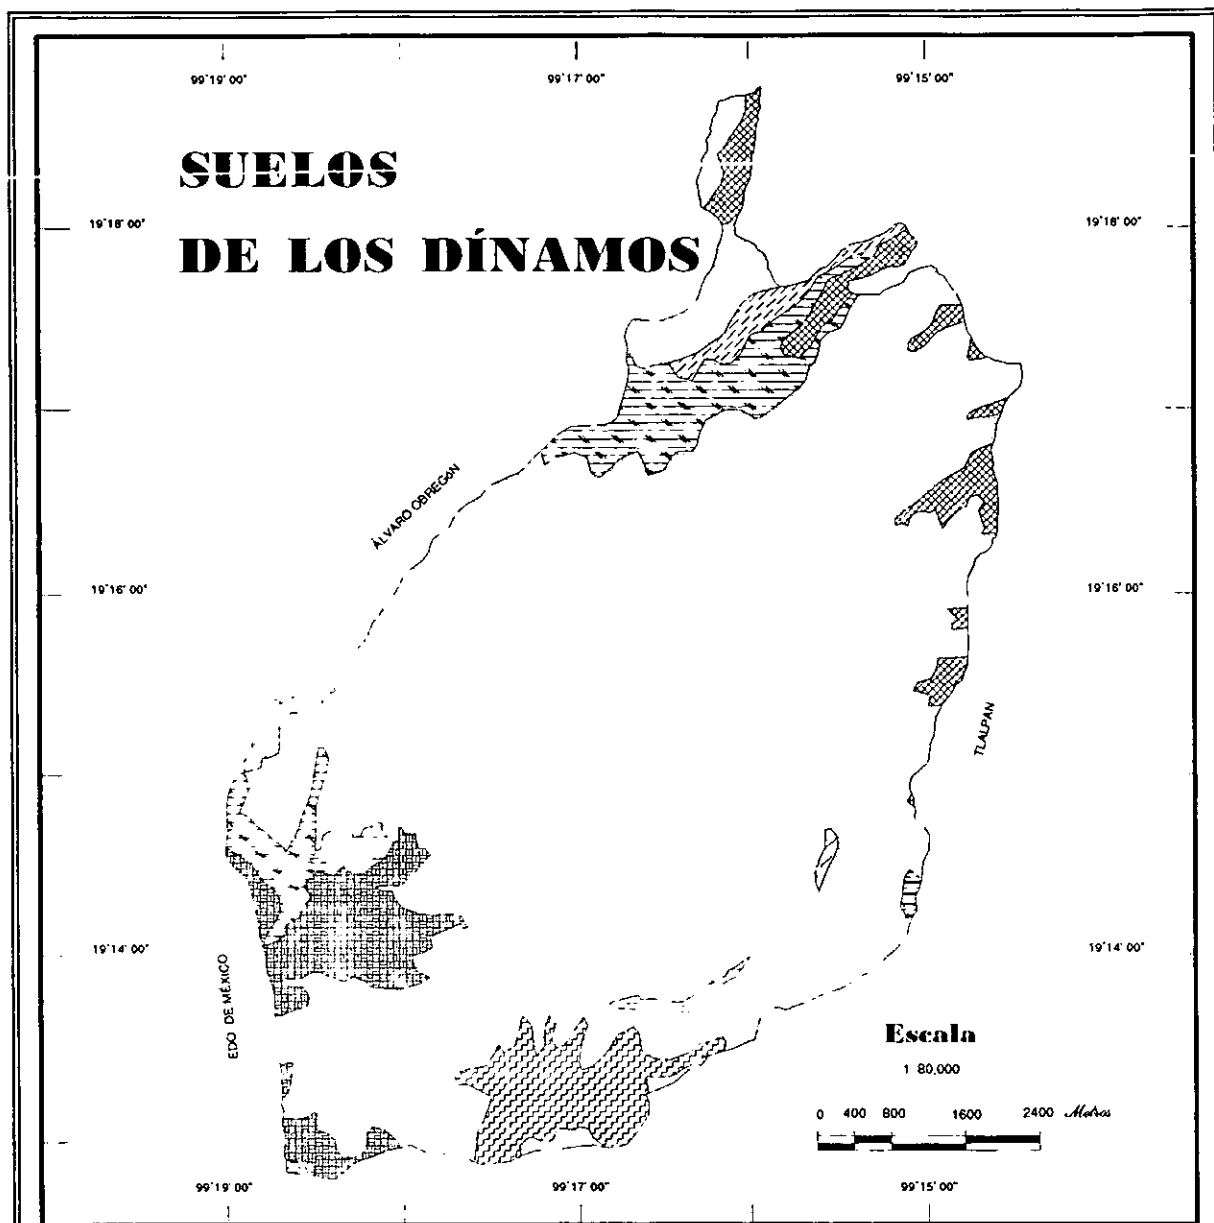 99°19' 00"
99°17' 00"
99°15' 00"
SUELOS
DE LOS DÍNAMOS
19°18' 00"
19°18' 00"
ÁLVARO OBREGóN
19°16' 00"
19°16' 00"
TLALPAN
19°14' 00"
19°14' 00"
EDO DE MÉXICO
Escala
1 80,000
0 400 800 1600 2400 Metros
99°19' 00"
99°17' 00"
99°15' 00"